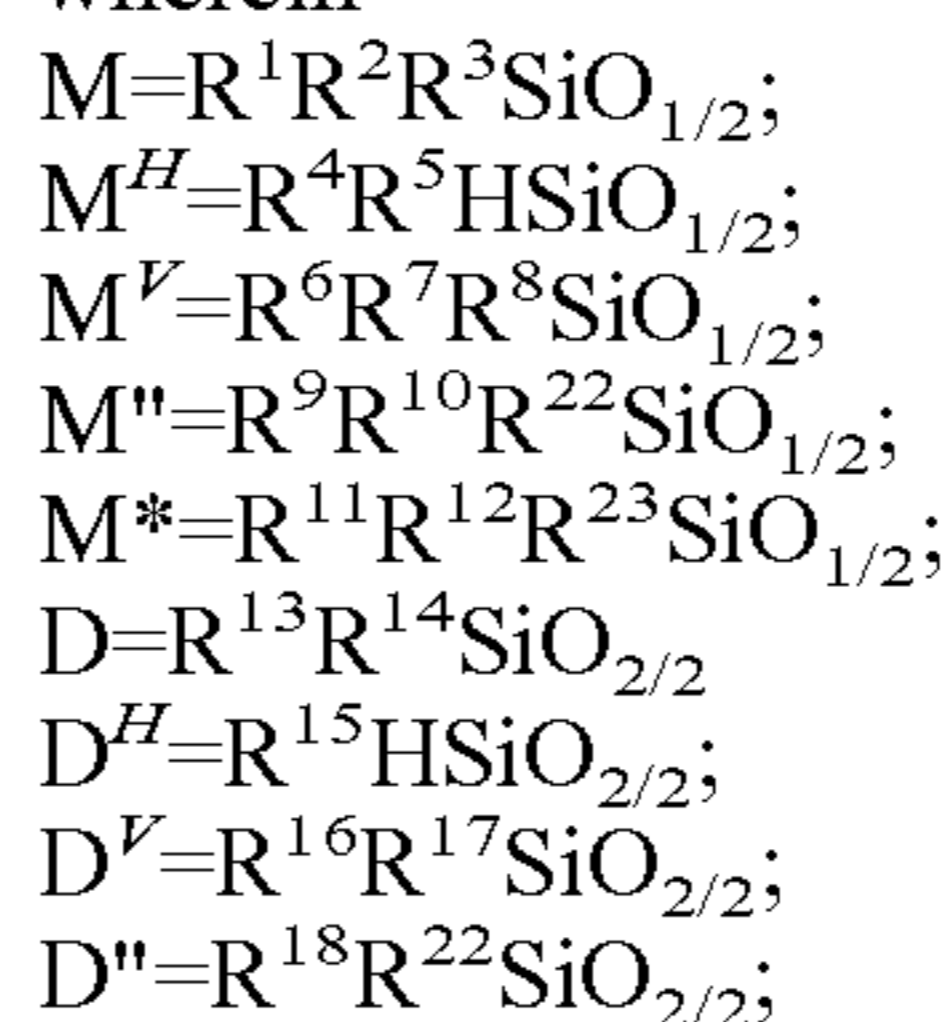 wherein
M=R¹R²R³SiO₁/₂;
Mᴴ=R⁴R⁵HSiO₁/₂;
Mⱽ=R⁶R⁷R⁸SiO₁/₂;
M"=R⁹R¹⁰R²²SiO₁/₂;
M*=R¹¹R¹²R²³SiO₁/₂;
D=R¹³R¹⁴SiO₂/₂
Dᴴ=R¹⁵HSiO₂/₂;
Dⱽ=R¹⁶R¹⁷SiO₂/₂;
D"=R¹⁸R²²SiO₂/₂;